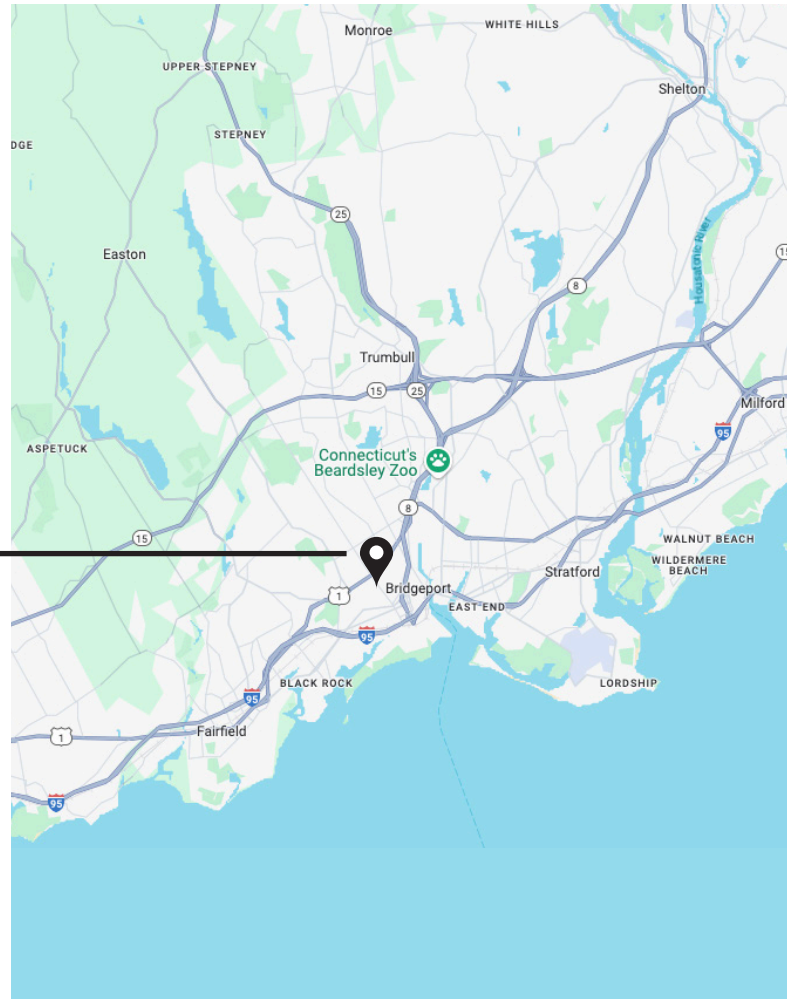 Monroe
WHITE HILLS
UPPER STEPNEY
Shelton
STEPNEY
DGE
25
Housatonic River
Easton
15
8
Trumbull
15
25
Milford
95
ASPETUCK
Connecticut's
Beardsley Zoo
8
15
WALNUT BEACH
WILDERMERE
BEACH
Stratford
Bridgeport
1
EAST END
95
BLACK ROCK
LORDSHIP
95
Fairfield
1
95